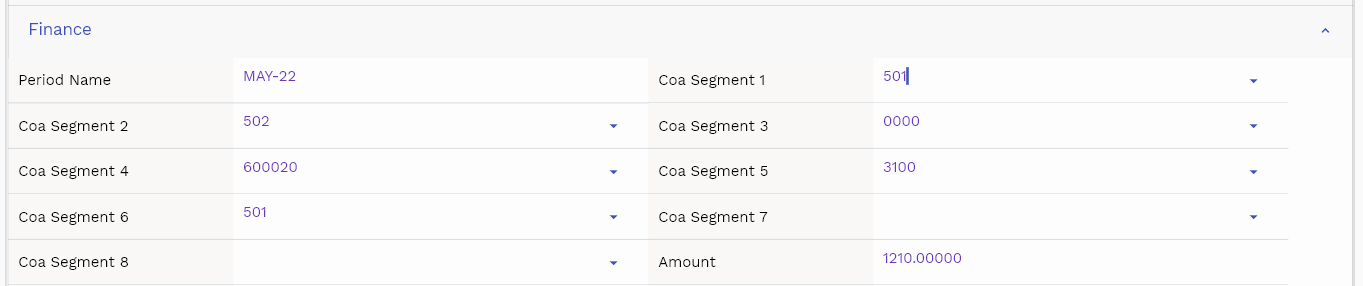 Finance
Period Name MAY-22 Coa Segment 1 501
Coa Segment 2 502 Coa Segment 3 0000
Coa Segment 4 600020 Coa Segment 5 3100
Coa Segment 6 501 Coa Segment 7
Coa Segment 8 Amount 1210.00000